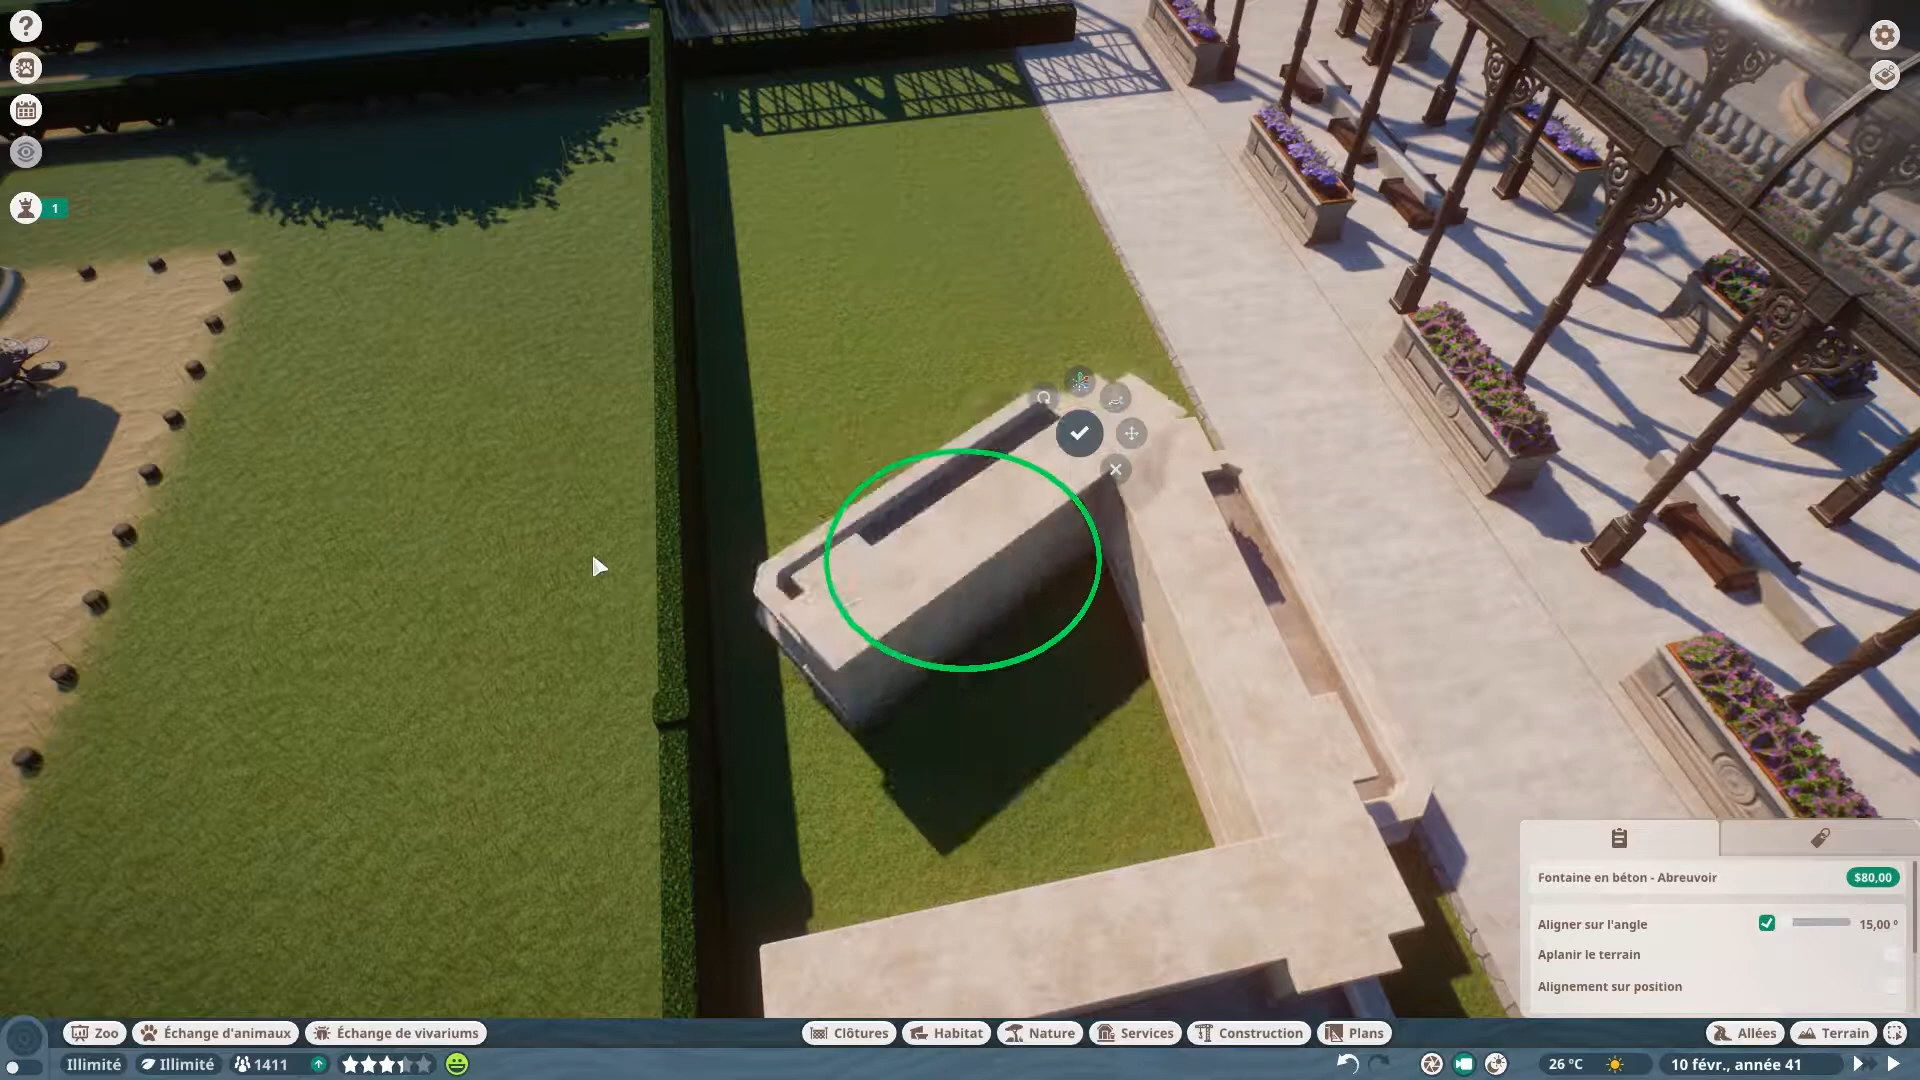 ?
1
Fontaine en béton - Abreuvoir $80,00
Aligner sur l'angle 15,00 °
Aplanir le terrain
Alignement sur position
Zoo Échange d'animaux Échange de vivariums Clôtures Habitat Nature Services Construction Plans Allées Terrain
Illimité Illimité 1411 26 °C 10 févr., année 41